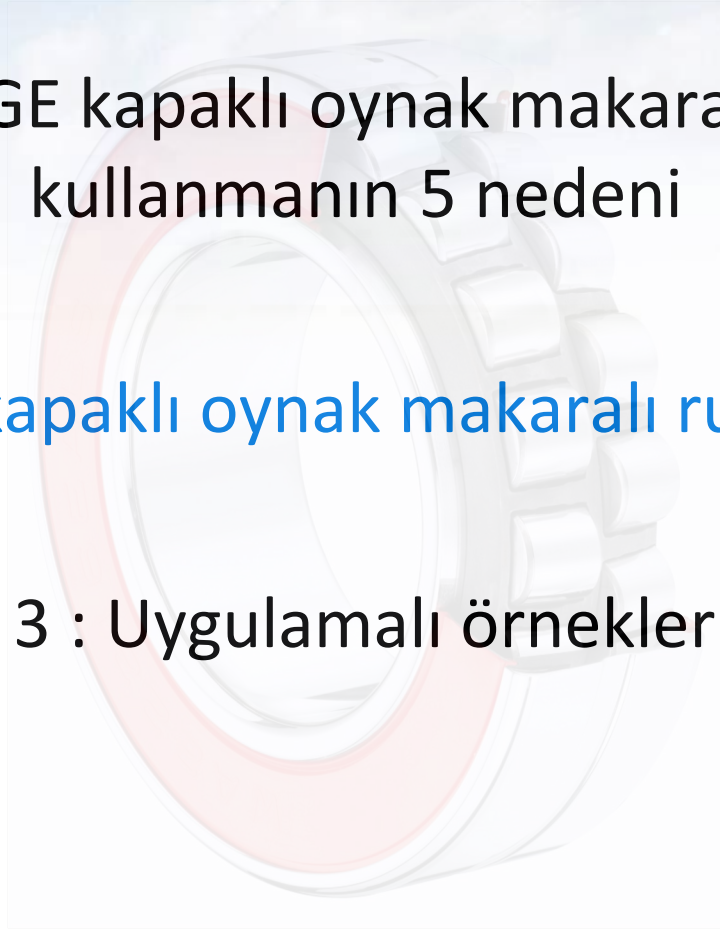 GE kapaklı oynak makara
kullanmanın 5 nedeni
kapaklı oynak makaralı ru
3 : Uygulamalı örnekler